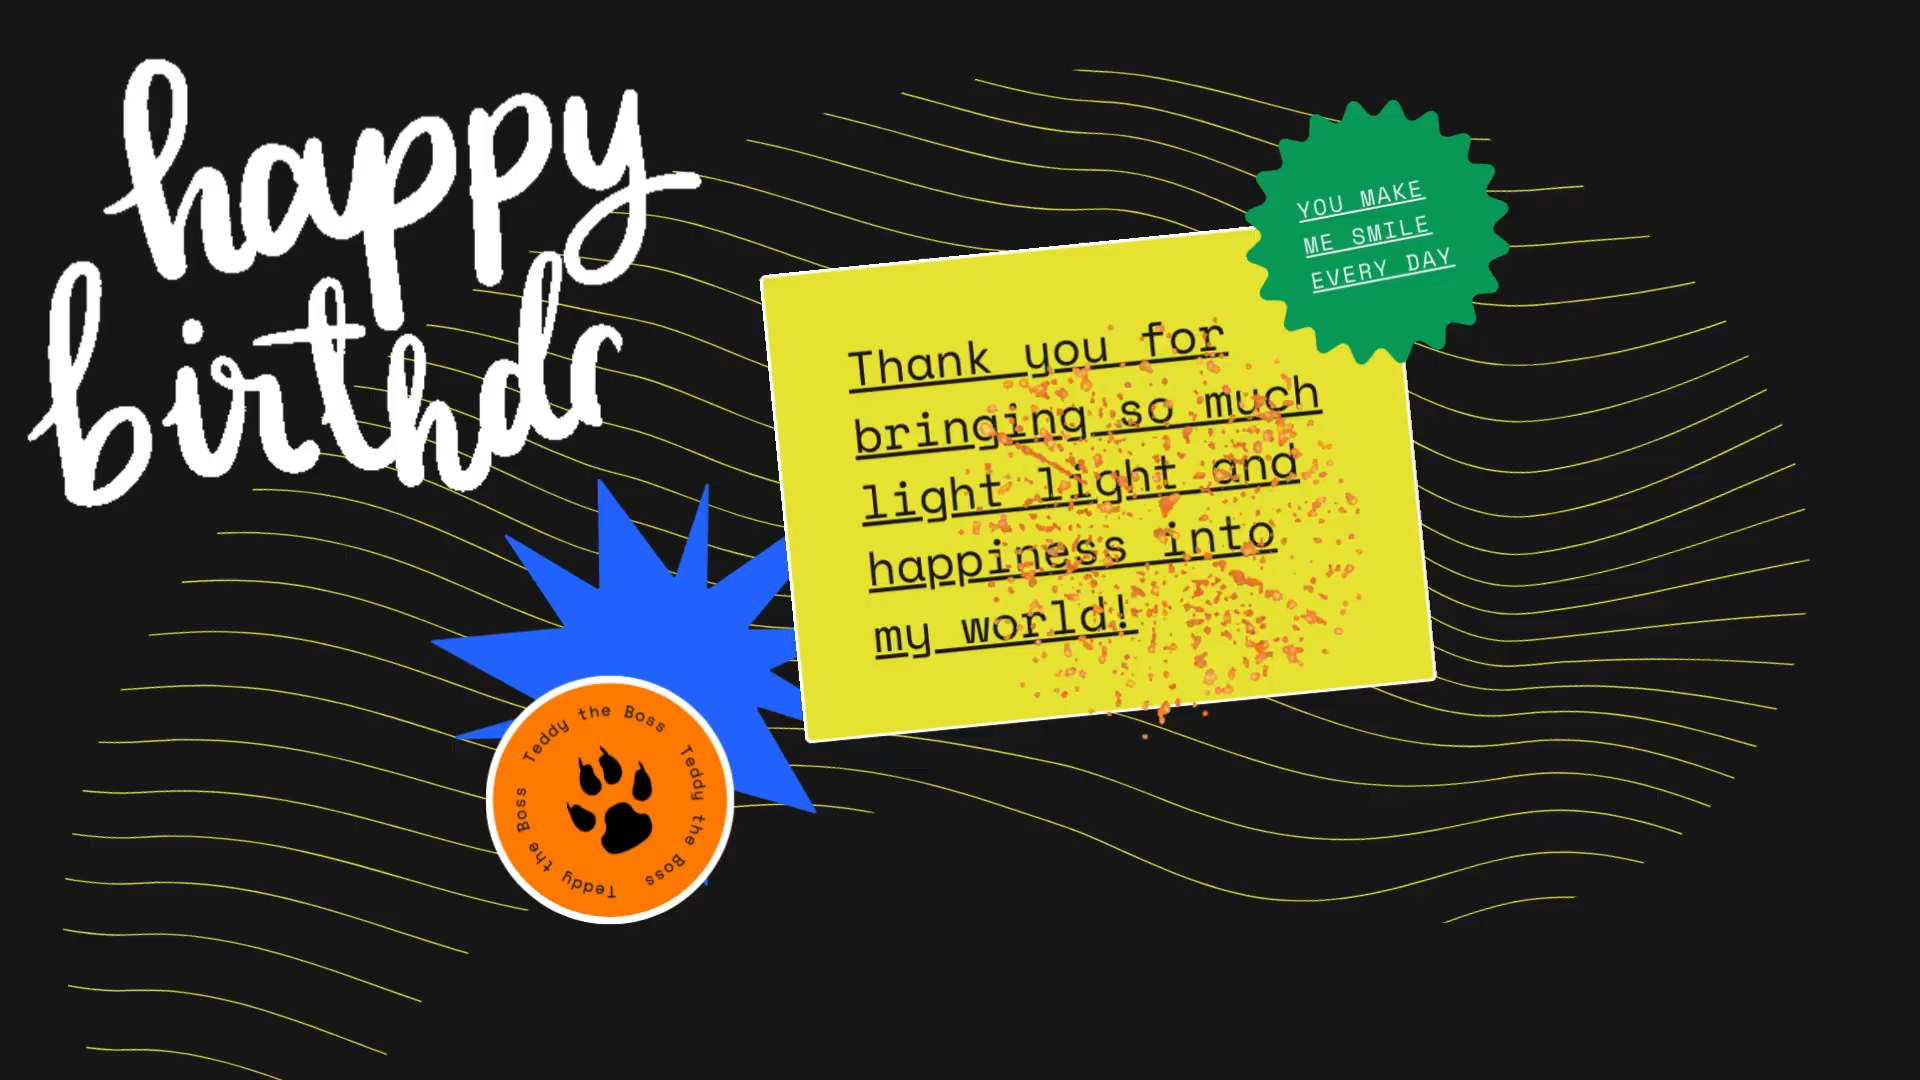 happy
birthdc
YOU MAKE
ME SMILE
EVERY DAY
Thank you for
bringing so much
light light and
happiness into
my world!
Teddy the Boss Teddy the Boss Teddy the Boss